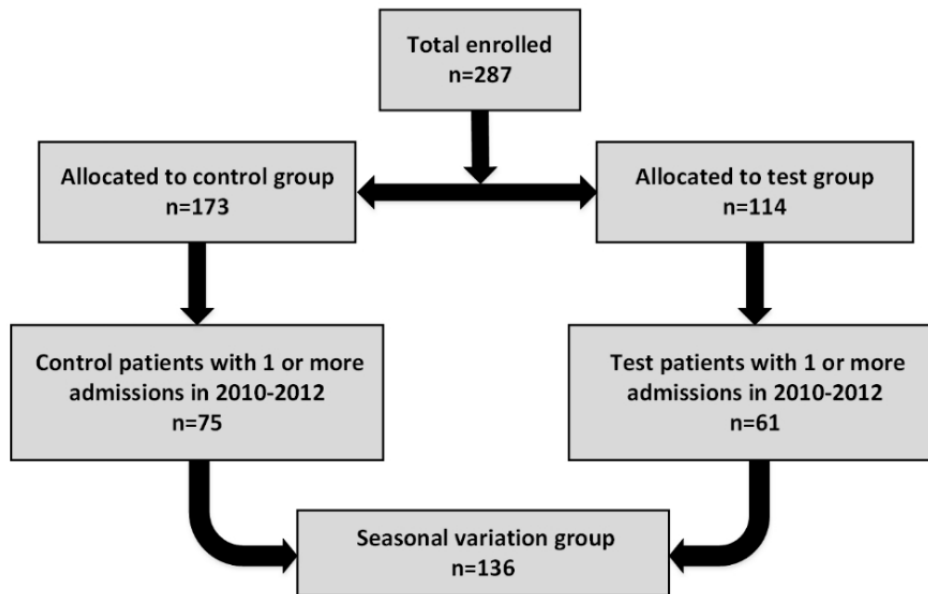 Total enrolled
n=287
Allocated to control group
n=173
Allocated to test group
n=114
Control patients with 1 or more
admissions in 2010-2012
n=75
Test patients with 1 or more
admissions in 2010-2012
n=61
Seasonal variation group
n=136